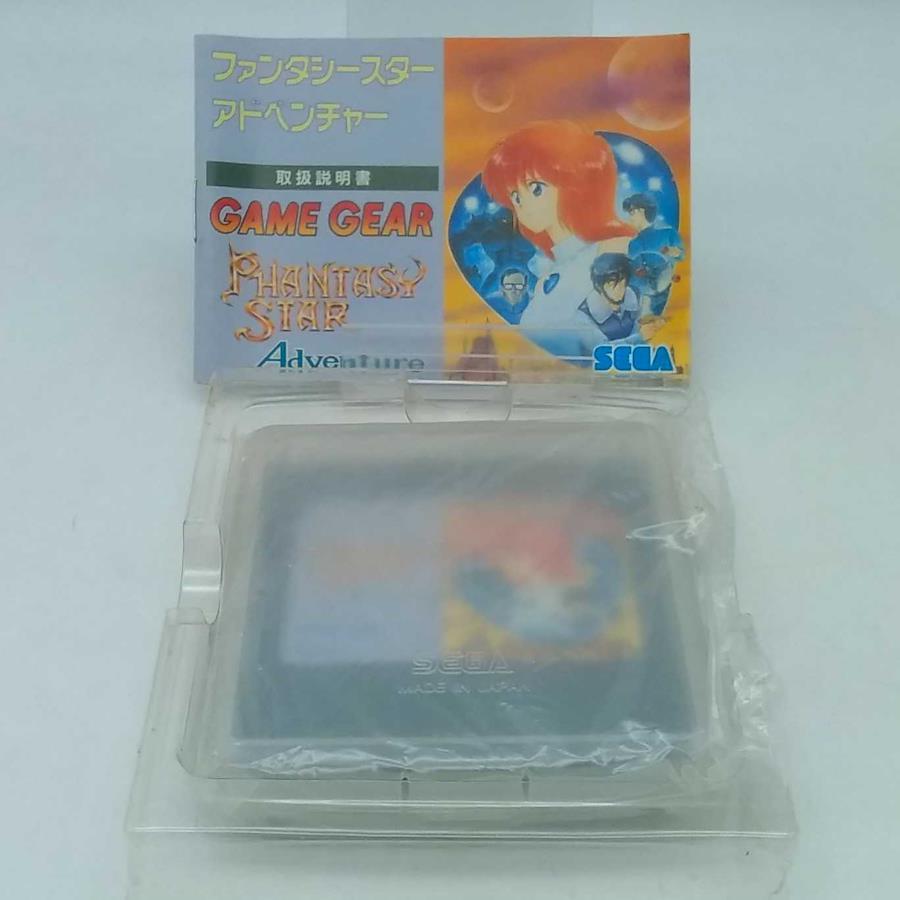 ファンタシースター
アドベンチャー
取扱説明書
GAME GEAR
PHANTASY
STAR
Adventure
SEGA
SEGA
MADE IN JAPAN